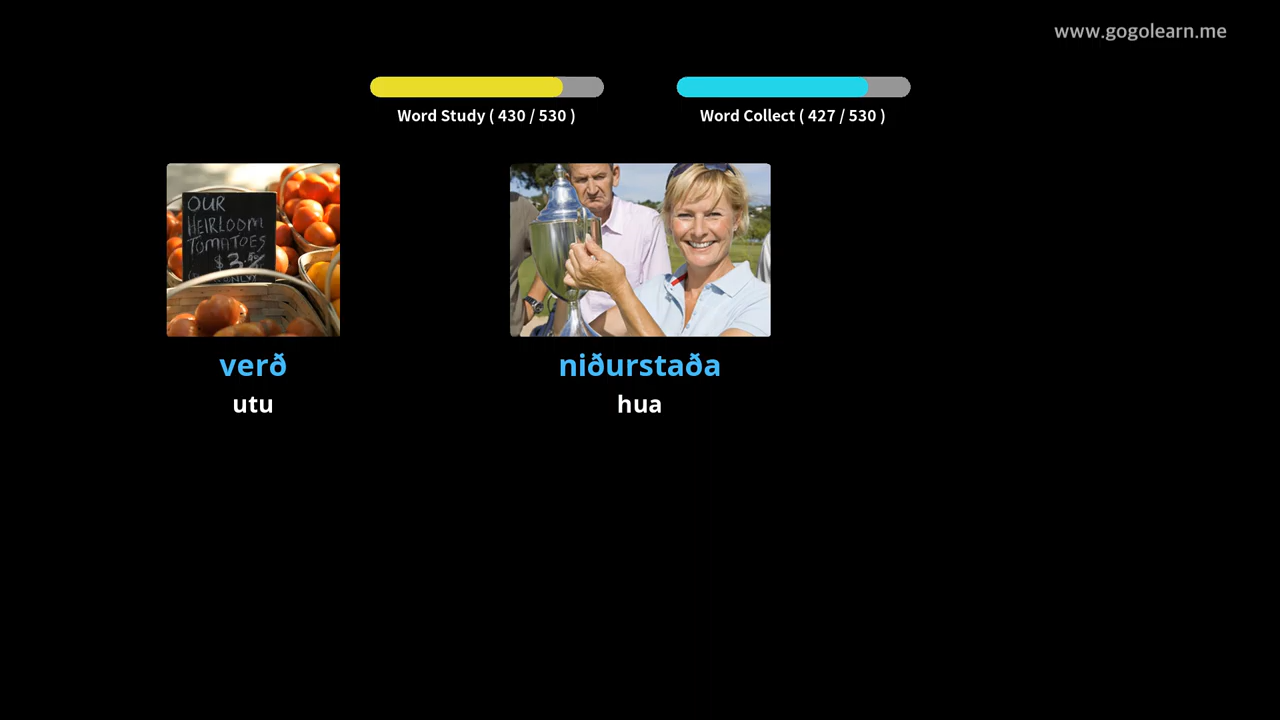 www.gogolearn.me
Word Study ( 430 / 530 )
Word Collect ( 427 / 530 )
OUR
HEIRLOOM
TOMATOES
verð
niðurstaða
utu
hua